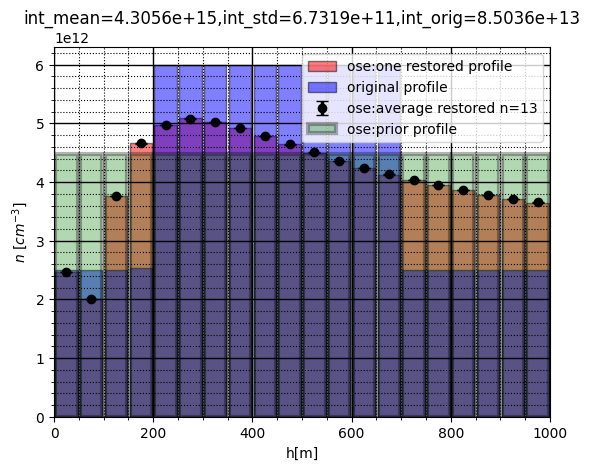 int_mean=4.3056e+15,int_std=6.7319e+11,int_orig=8.5036e+13
1e12
6
5
4
3
2
1
0
n [cm⁻³]
0 200 400 600 800 1000
h[m]
ose:one restored profile
original profile
ose:average restored n=13
ose:prior profile